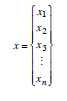 x = { x₁ x₂ x₃ ⋮ xₙ }